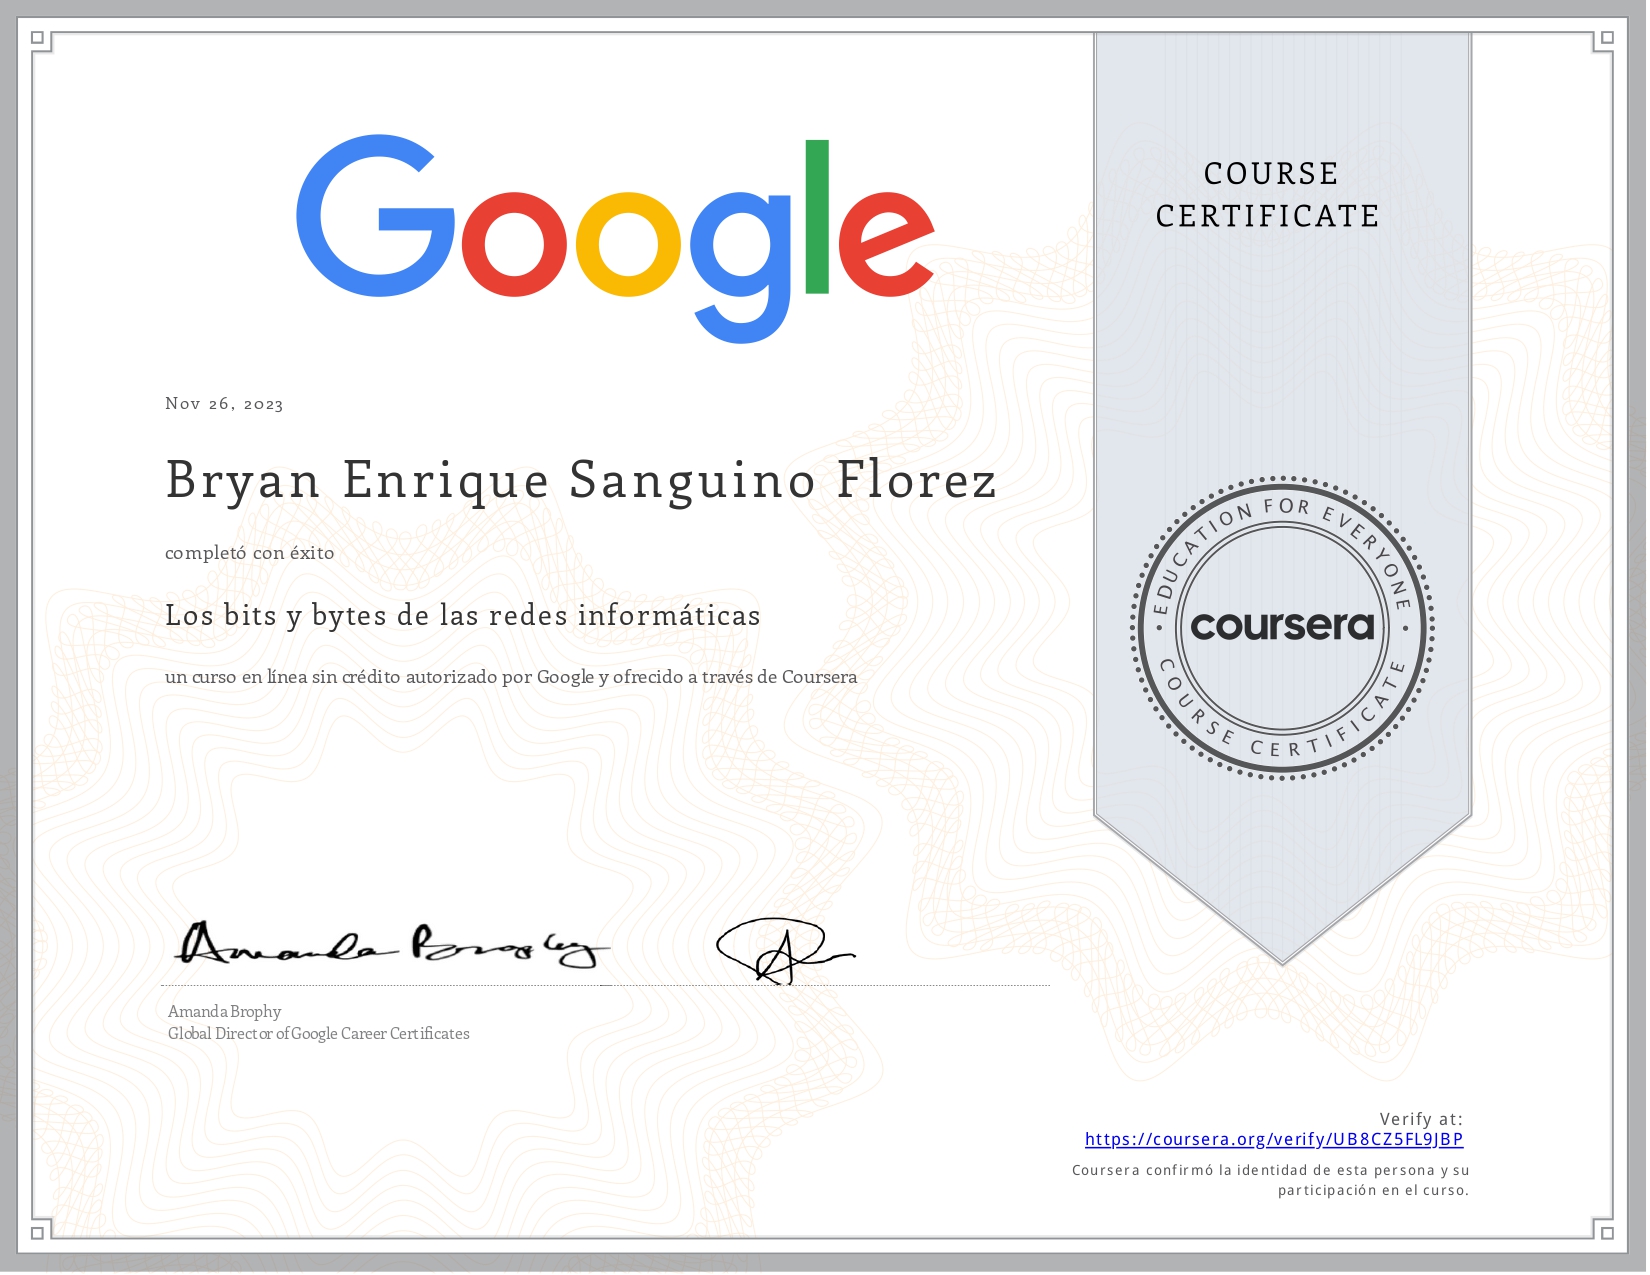 Google
COURSE
CERTIFICATE
Nov 26, 2023
Bryan Enrique Sanguino Florez
completó con éxito
Los bits y bytes de las redes informáticas
un curso en línea sin crédito autorizado por Google y ofrecido a través de Coursera
EDUCATION FOR EVERYONE
coursera
COURSE CERTIFICATE
Amanda Brophy
Amanda Brophy
Global Director of Google Career Certificates
Verify at:
https://coursera.org/verify/UB8CZ5FL9JBP
Coursera confirmó la identidad de esta persona y su
participación en el curso.